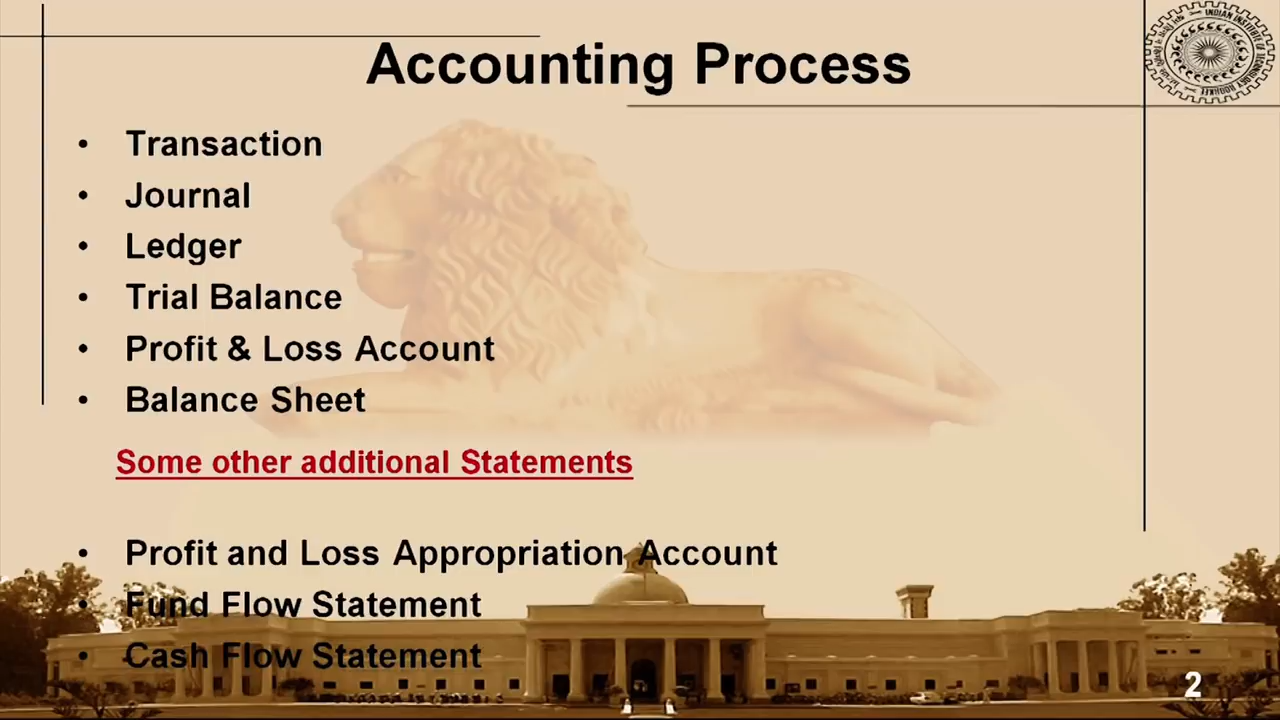 Accounting Process
• Transaction
• Journal
• Ledger
• Trial Balance
• Profit & Loss Account
• Balance Sheet
Some other additional Statements
• Profit and Loss Appropriation Account
• Fund Flow Statement
• Cash Flow Statement
2